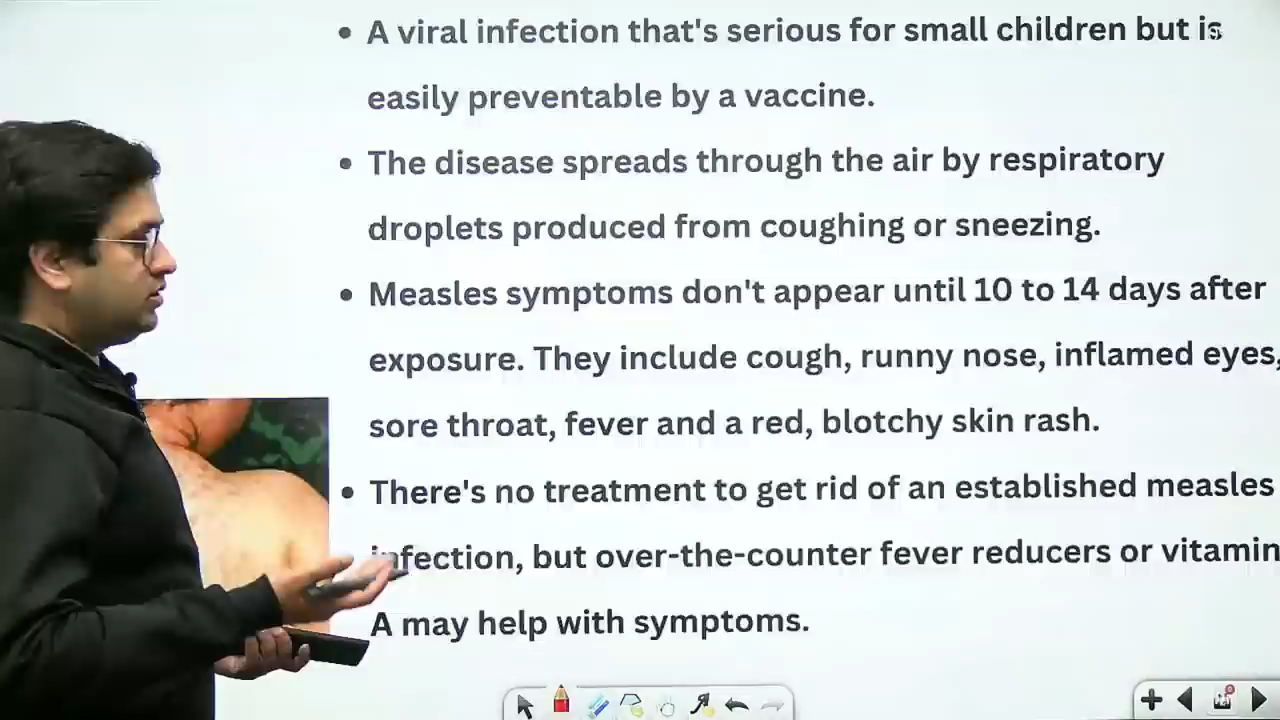 A viral infection that's serious for small children but is
easily preventable by a vaccine.
The disease spreads through the air by respiratory
droplets produced from coughing or sneezing.
Measles symptoms don't appear until 10 to 14 days after
exposure. They include cough, runny nose, inflamed eyes,
sore throat, fever and a red, blotchy skin rash.
There's no treatment to get rid of an established measles
infection, but over-the-counter fever reducers or vitamin
A may help with symptoms.